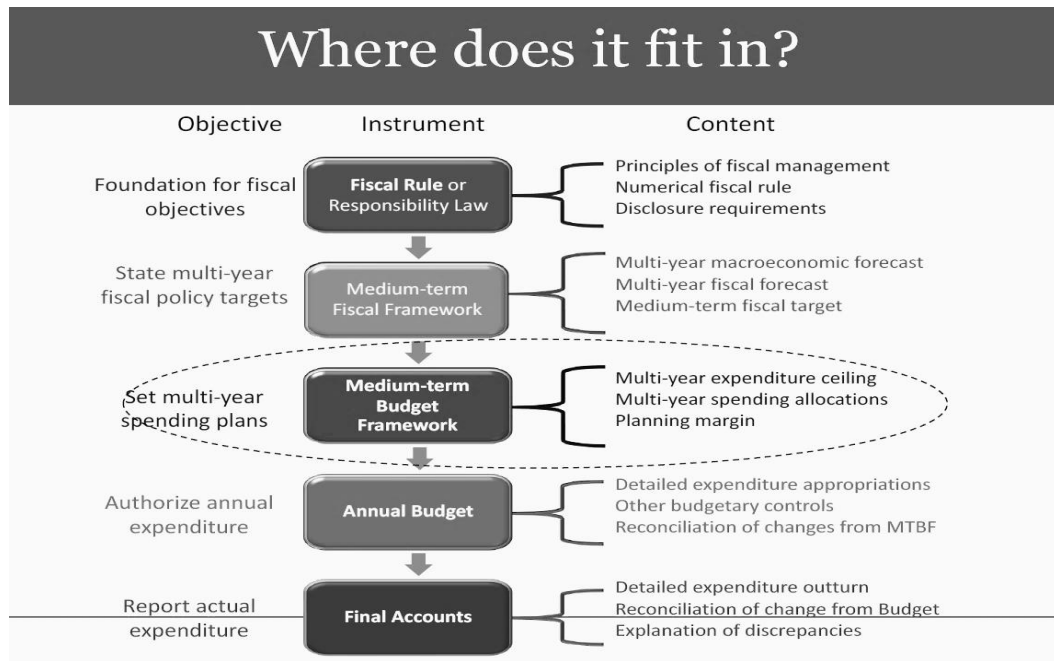 Where does it fit in?
Objective
Instrument
Content
Foundation for fiscal
objectives
Fiscal Rule or
Responsibility Law
Principles of fiscal management
Numerical fiscal rule
Disclosure requirements
State multi-year
fiscal policy targets
Medium-term
Fiscal Framework
Multi-year macroeconomic forecast
Multi-year fiscal forecast
Medium-term fiscal target
Set multi-year
spending plans
Medium-term
Budget
Framework
Multi-year expenditure ceiling
Multi-year spending allocations
Planning margin
Authorize annual
expenditure
Annual Budget
Detailed expenditure appropriations
Other budgetary controls
Reconciliation of changes from MTBF
Report actual
expenditure
Final Accounts
Detailed expenditure outturn
Reconciliation of change from Budget
Explanation of discrepancies